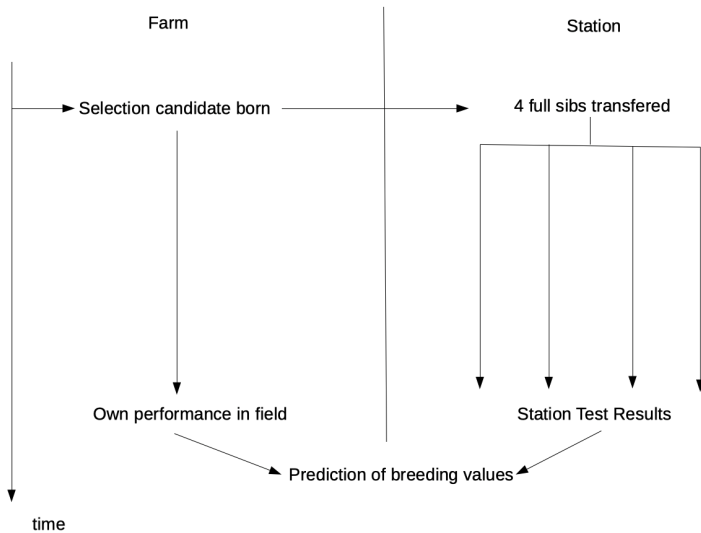 Farm
Station
Selection candidate born
4 full sibs transfered
Own performance in field
Station Test Results
Prediction of breeding values
time